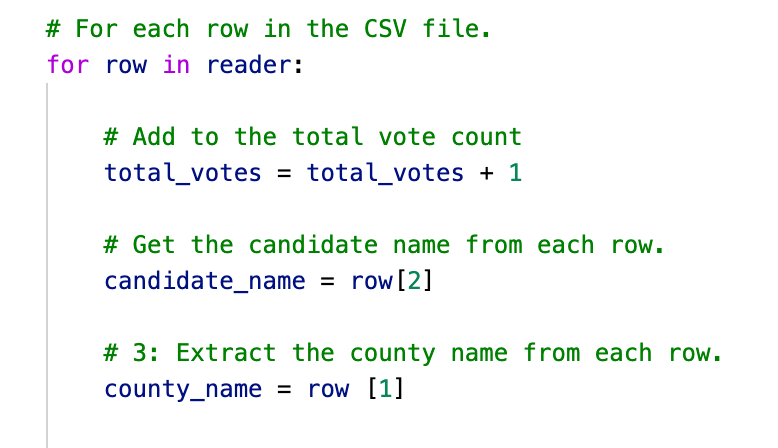 # For each row in the CSV file.
for row in reader:
# Add to the total vote count
total_votes = total_votes + 1
# Get the candidate name from each row.
candidate_name = row[2]
# 3: Extract the county name from each row.
county_name = row [1]